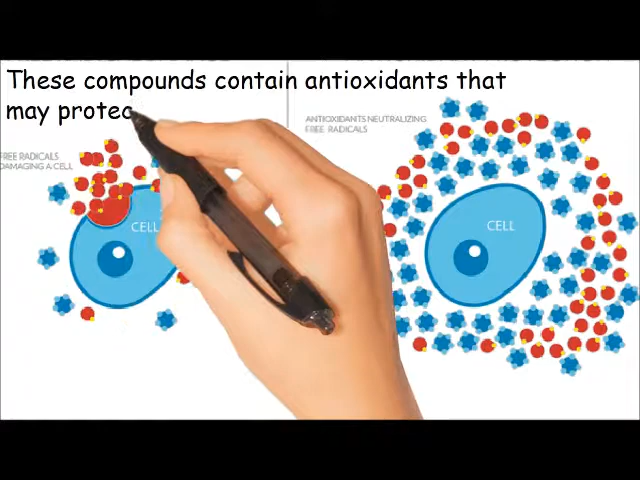 These compounds contain antioxidants that
may protec
ANTIOXIDANTS NEUTRALIZING
FREE RADICALS
FREE RADICALS
DAMAGING A CELL
CELL
CELL